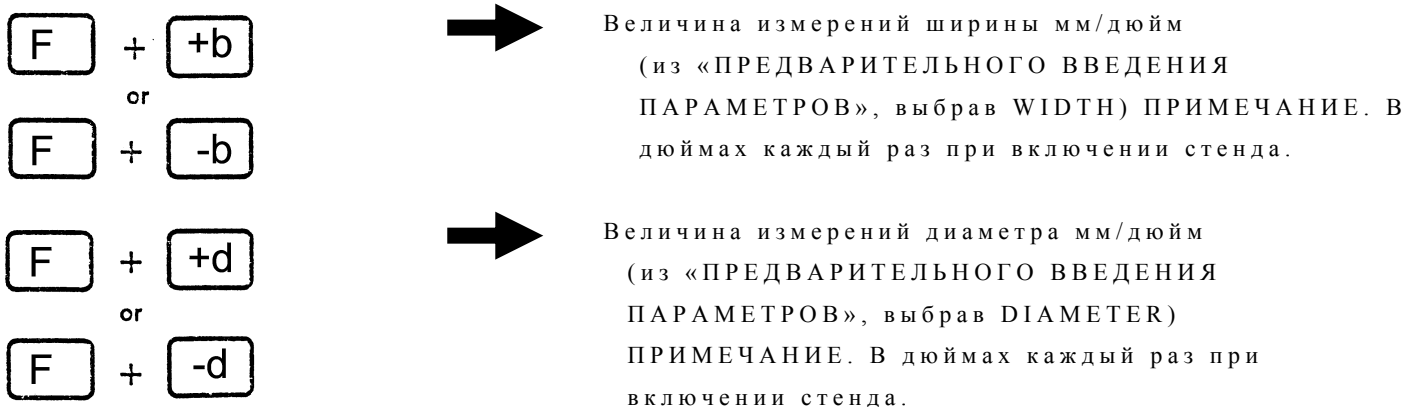 F + +b
or
F + -b
Величина измерений ширины мм/дюйм
(из «ПРЕДВАРИТЕЛЬНОГО ВВЕДЕНИЯ
ПАРАМЕТРОВ», выбрав WIDTH) ПРИМЕЧАНИЕ. В
дюймах каждый раз при включении стенда.
F + +d
or
F + -d
Величина измерений диаметра мм/дюйм
(из «ПРЕДВАРИТЕЛЬНОГО ВВЕДЕНИЯ
ПАРАМЕТРОВ», выбрав DIAMETER)
ПРИМЕЧАНИЕ. В дюймах каждый раз при
включении стенда.